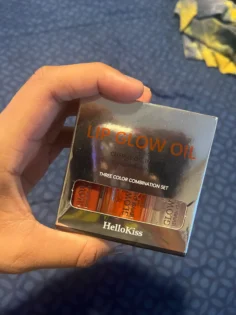 LIP GLOW OIL
THREE COLOR COMBINATION SET
HelloKiss